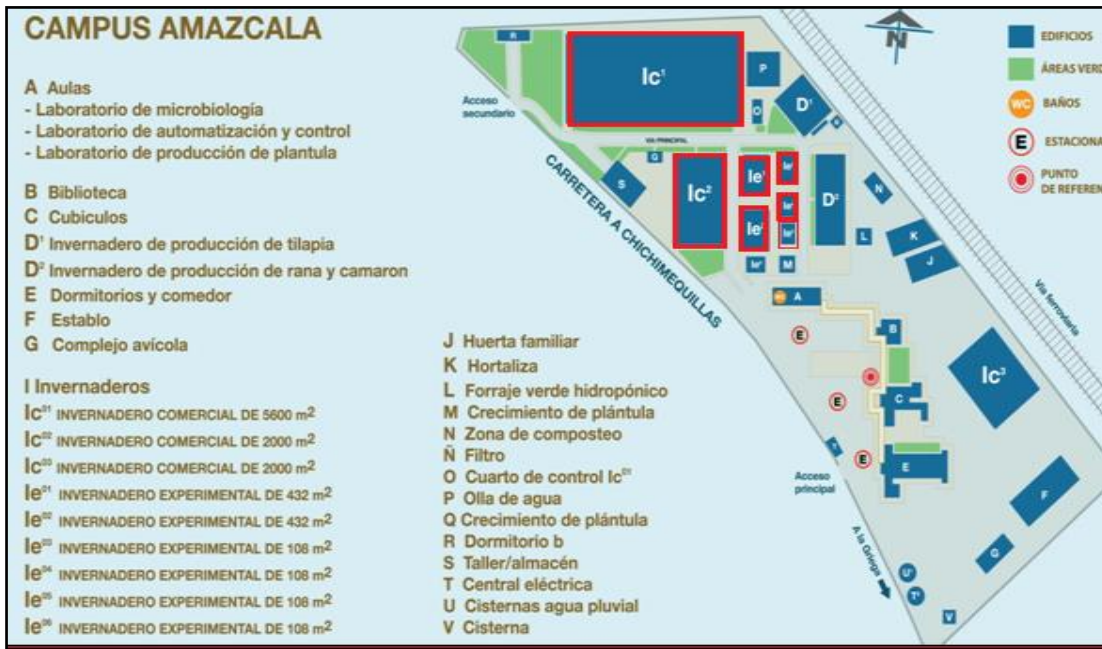 CAMPUS AMAZCALA
A Aulas
- Laboratorio de microbiología
- Laboratorio de automatización y control
- Laboratorio de producción de plantula
B Biblioteca
C Cubiculos
D¹ Invernadero de producción de tilapia
D² Invernadero de producción de rana y camaron
E Dormitorios y comedor
F Establo
G Complejo avícola
I Invernaderos
Ic⁰¹ INVERNADERO COMERCIAL DE 5600 m²
Ic⁰² INVERNADERO COMERCIAL DE 2000 m²
Ic⁰³ INVERNADERO COMERCIAL DE 2000 m²
Ie⁰¹ INVERNADERO EXPERIMENTAL DE 432 m²
Ie⁰² INVERNADERO EXPERIMENTAL DE 432 m²
Ie⁰³ INVERNADERO EXPERIMENTAL DE 108 m²
Ie⁰⁴ INVERNADERO EXPERIMENTAL DE 108 m²
Ie⁰⁵ INVERNADERO EXPERIMENTAL DE 108 m²
Ie⁰⁶ INVERNADERO EXPERIMENTAL DE 108 m²
J Huerta familiar
K Hortaliza
L Forraje verde hidropónico
M Crecimiento de plántula
N Zona de composteo
Ñ Filtro
O Cuarto de control Ic⁰¹
P Olla de agua
Q Crecimiento de plántula
R Dormitorio b
S Taller/almacén
T Central eléctrica
U Cisternas agua pluvial
V Cisterna
R
Ic¹
P
O
D¹
Acceso
secundario
VIA PRINCIPAL
G
S
Ic²
Ie¹
Ie
D²
N
Ie²
Ie
Ie
L
K
J
M
CARRETERA A CHICHIMEQUILLAS
WC
A
E
B
Ic³
C
E
E
E
Acceso
principal
F
G
A la Griega
U
T
V
Vía ferroviaria
N
EDIFICIOS
ÁREAS VERD
WC BAÑOS
E ESTACIONA
PUNTO
DE REFEREN